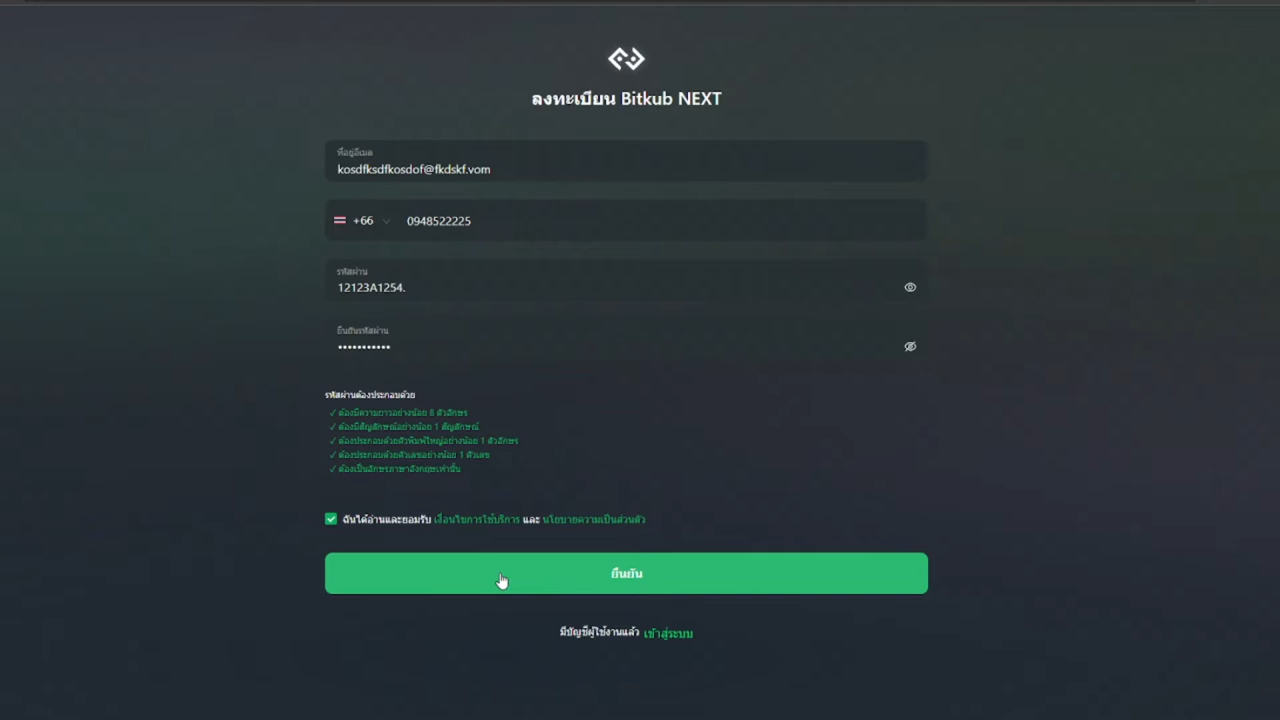 ลงทะเบียน Bitkub NEXT
ที่อยู่อีเมล
kosdfksdfkosdof@fkdskf.vom
+66 0948522225
รหัสผ่าน
12123A1254.
ยืนยันรหัสผ่าน
•••••••••••
รหัสผ่านต้องประกอบด้วย
✓ ต้องมีความยาวอย่างน้อย 8 ตัวอักษร
✓ ต้องมีสัญลักษณ์อย่างน้อย 1 สัญลักษณ์
✓ ต้องประกอบด้วยตัวพิมพ์ใหญ่อย่างน้อย 1 ตัวอักษร
✓ ต้องประกอบด้วยตัวเลขอย่างน้อย 1 ตัวเลข
✓ ต้องเป็นอักษรภาษาอังกฤษเท่านั้น
ฉันได้อ่านและยอมรับ เงื่อนไขการใช้บริการ และ นโยบายความเป็นส่วนตัว
ยืนยัน
มีบัญชีผู้ใช้งานแล้ว เข้าสู่ระบบ